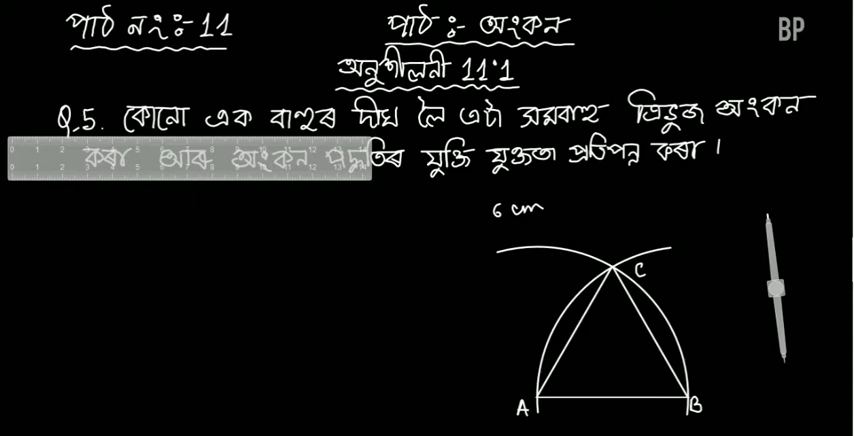 পাঠ নং:- 11
পাঠ :- অংকন
BP
অনুশীলনী 11·1
Q.5. কোনো এক বাহুৰ দীঘ লৈ এটা সমবাহু ত্ৰিভুজ অংকন
কৰা আৰু অংকন পদ্ধতিৰ যুক্তি যুক্ততা প্ৰতিপন্ন কৰা।
6 cm
C
A
B